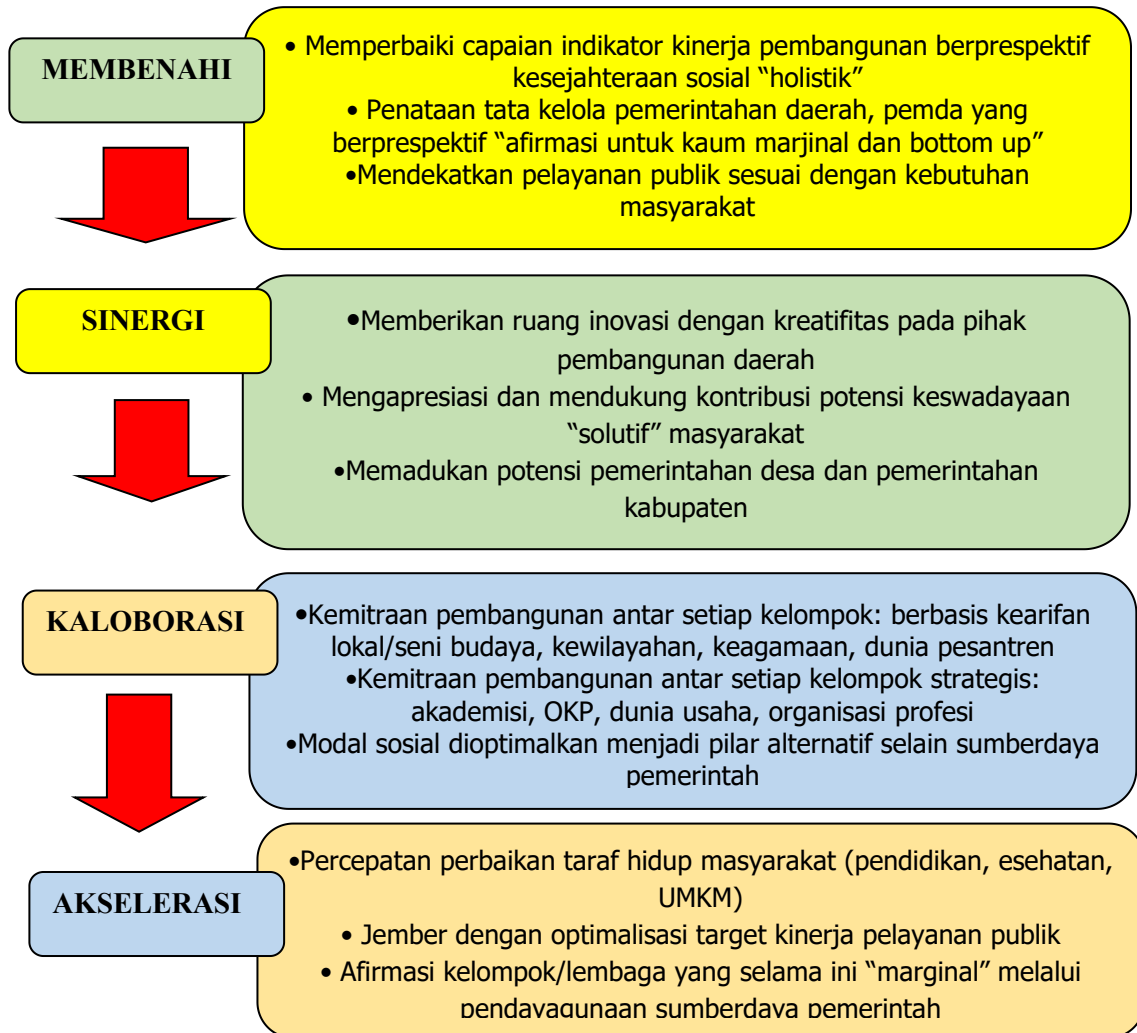 MEMBENAHI
• Memperbaiki capaian indikator kinerja pembangunan berprespektif
kesejahteraan sosial “holistik”
• Penataan tata kelola pemerintahan daerah, pemda yang
berprespektif “afirmasi untuk kaum marjinal dan bottom up”
•Mendekatkan pelayanan publik sesuai dengan kebutuhan
masyarakat
SINERGI
•Memberikan ruang inovasi dengan kreatifitas pada pihak
pembangunan daerah
• Mengapresiasi dan mendukung kontribusi potensi keswadayaan
“solutif” masyarakat
•Memadukan potensi pemerintahan desa dan pemerintahan
kabupaten
KALOBORASI
•Kemitraan pembangunan antar setiap kelompok: berbasis kearifan
lokal/seni budaya, kewilayahan, keagamaan, dunia pesantren
•Kemitraan pembangunan antar setiap kelompok strategis:
akademisi, OKP, dunia usaha, organisasi profesi
•Modal sosial dioptimalkan menjadi pilar alternatif selain sumberdaya
pemerintah
AKSELERASI
•Percepatan perbaikan taraf hidup masyarakat (pendidikan, esehatan,
UMKM)
• Jember dengan optimalisasi target kinerja pelayanan publik
• Afirmasi kelompok/lembaga yang selama ini “marginal” melalui
pendayagunaan sumberdaya pemerintah